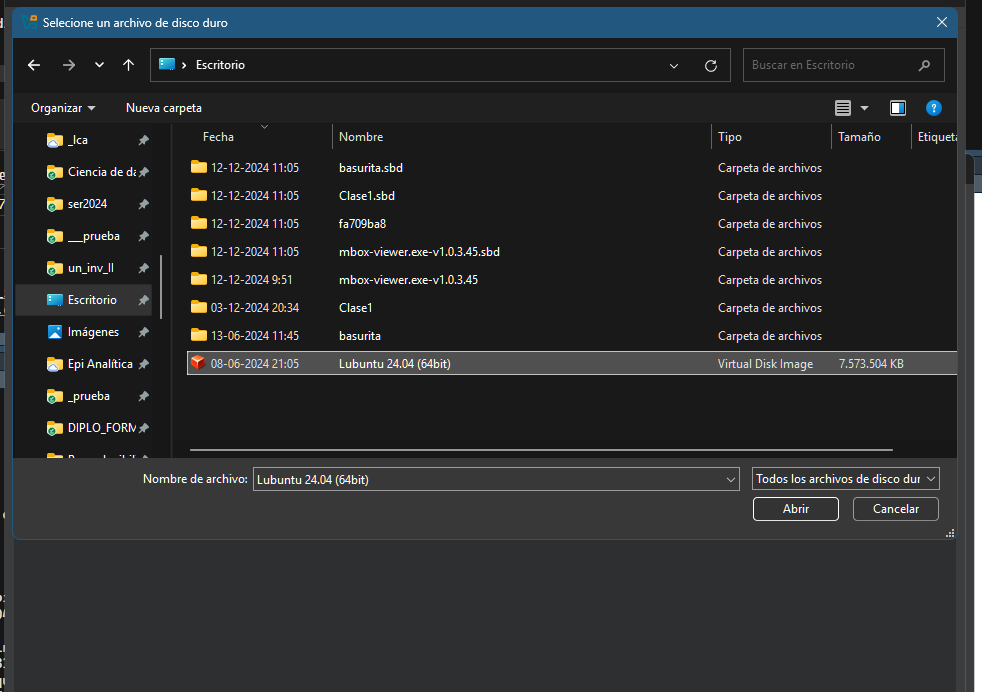 Selecione un archivo de disco duro
Escritorio
Buscar en Escritorio
Organizar
Nueva carpeta
_lca
Ciencia de da
ser2024
___prueba
un_inv_II
Escritorio
Imágenes
Epi Analítica
_prueba
DIPLO_FORM
Fecha Nombre Tipo Tamaño Etiqueta
12-12-2024 11:05 basurita.sbd Carpeta de archivos
12-12-2024 11:05 Clase1.sbd Carpeta de archivos
12-12-2024 11:05 fa709ba8 Carpeta de archivos
12-12-2024 11:05 mbox-viewer.exe-v1.0.3.45.sbd Carpeta de archivos
12-12-2024 9:51 mbox-viewer.exe-v1.0.3.45 Carpeta de archivos
03-12-2024 20:34 Clase1 Carpeta de archivos
13-06-2024 11:45 basurita Carpeta de archivos
08-06-2024 21:05 Lubuntu 24.04 (64bit) Virtual Disk Image 7.573.504 KB
Nombre de archivo: Lubuntu 24.04 (64bit) Todos los archivos de disco dur
Abrir Cancelar